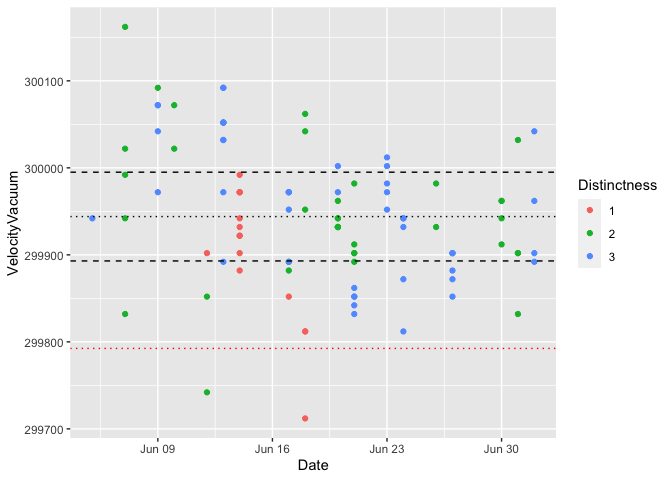 VelocityVacuum
300100
300000
299900
299800
299700
Jun 09
Jun 16
Jun 23
Jun 30
Date
Distinctness
1
2
3